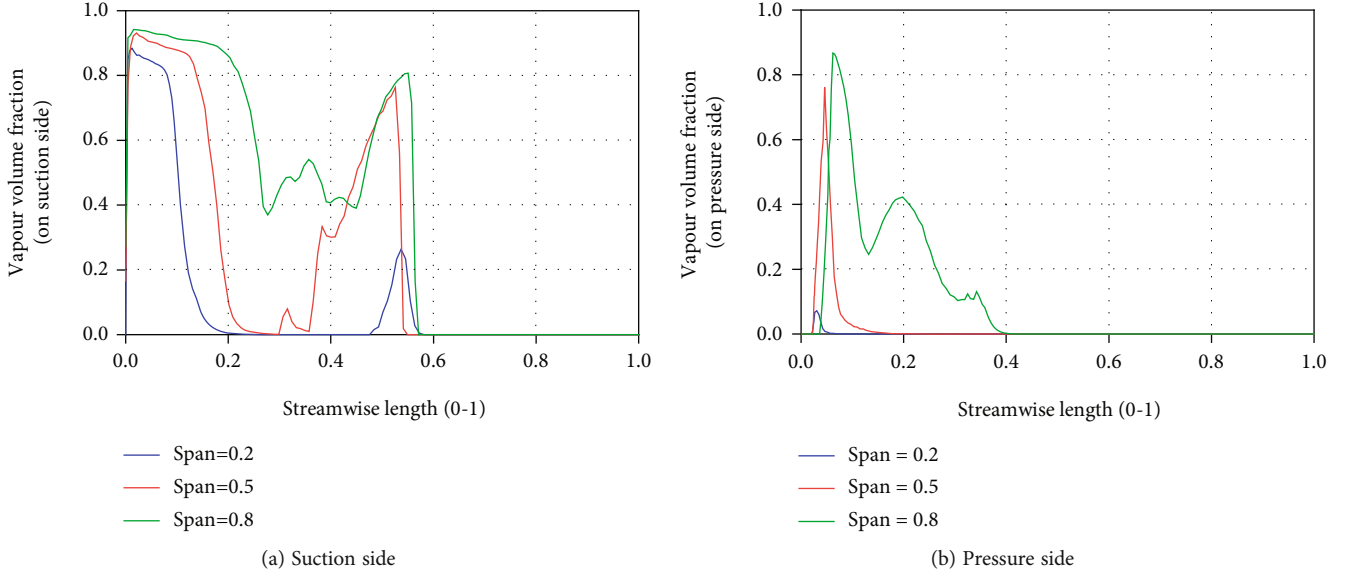 1.0
0.8
0.6
0.4
0.2
0.0
Vapour volume fraction
(on suction side)
0.0 0.2 0.4 0.6 0.8 1.0
Streamwise length (0-1)
Span=0.2
Span=0.5
Span=0.8
(a) Suction side
1.0
0.8
0.6
0.4
0.2
0.0
Vapour volume fraction
(on pressure side)
0.0 0.2 0.4 0.6 0.8 1.0
Streamwise length (0-1)
Span = 0.2
Span = 0.5
Span = 0.8
(b) Pressure side